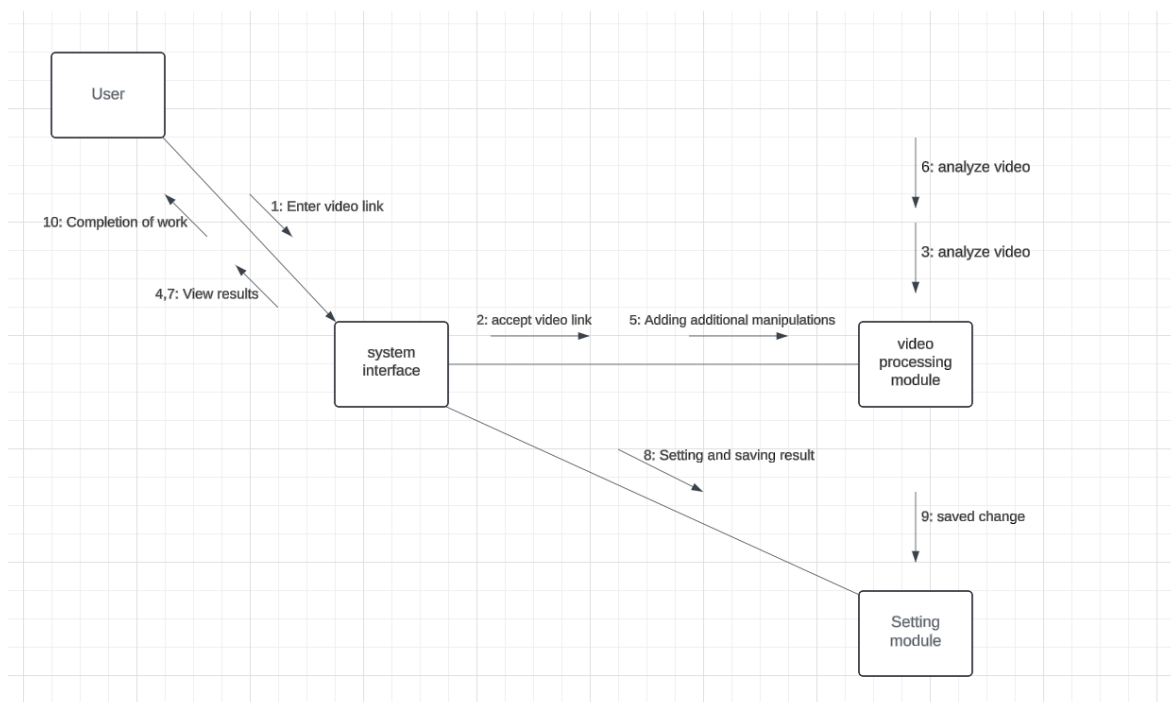 User
6: analyze video
1: Enter video link
10: Completion of work
3: analyze video
4,7: View results
2: accept video link
5: Adding additional manipulations
system
interface
video
processing
module
8: Setting and saving result
9: saved change
Setting
module